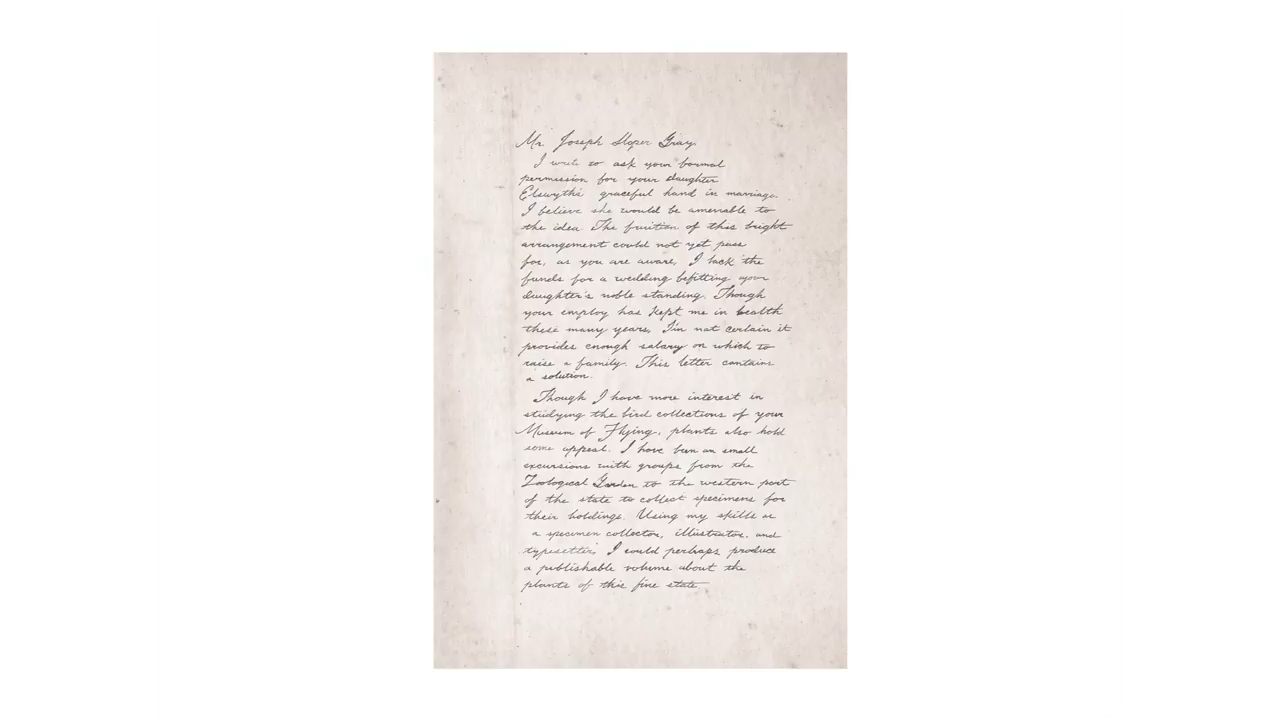 Mr. Joseph Sloper Gray.
I write to ask your formal
permission for your daughter
Elswyth's graceful hand in marriage.
I believe she would be amenable to
the idea. The fruition of this bright
arrangement could not yet pass
for, as you are aware, I lack the
funds for a wedding befitting your
daughter's noble standing. Though
your employ has kept me in health
these many years, I'm not certain it
provides enough salary on which to
raise a family. This letter contains
a solution.
Though I have more interest in
studying the bird collections of your
Museum of Flying, plants also hold
some appeal. I have been on small
excursions with groups from the
Zoological Garden to the western part
of the state to collect specimens for
their holdings. Using my skills as
a specimen collector, illustrator, and
typesetter, I could perhaps produce
a publishable volume about the
plants of this fine state.